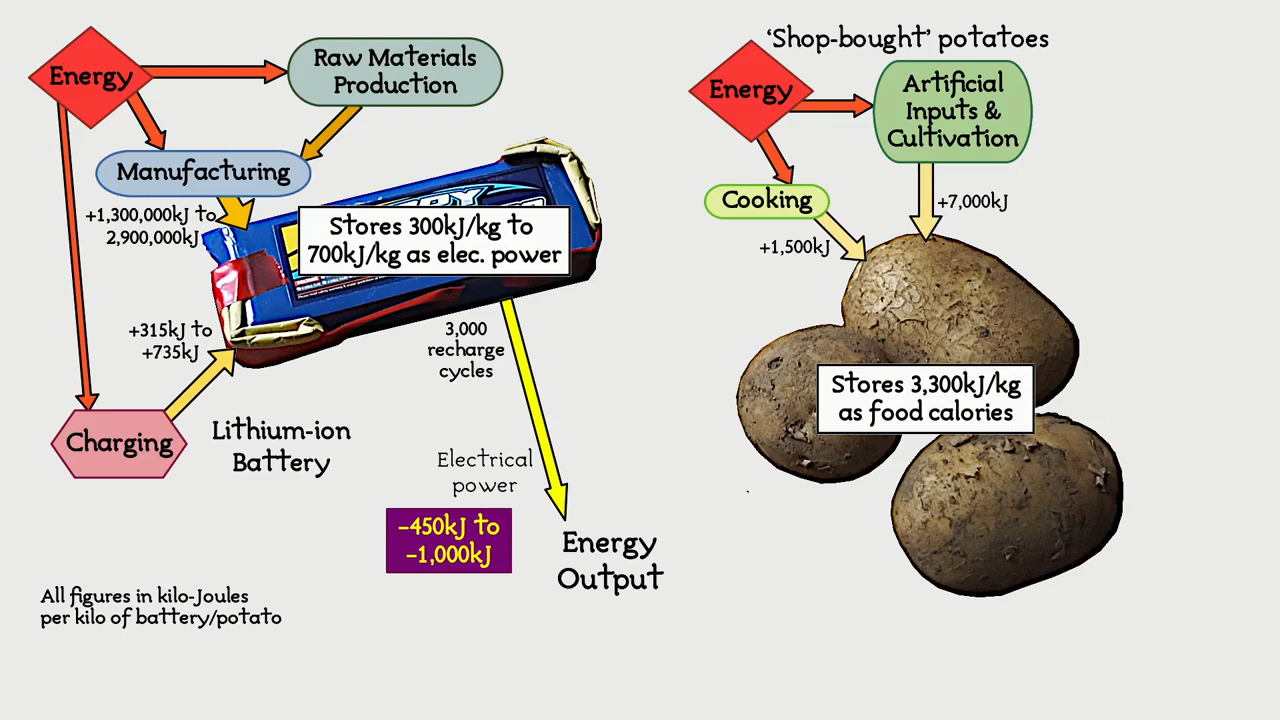 Energy
Raw Materials
Production
Manufacturing
+1,300,000kJ to
2,900,000kJ
Stores 300kJ/kg to
700kJ/kg as elec. power
+315kJ to
+735kJ
3,000
recharge
cycles
Charging
Lithium-ion
Battery
Electrical
power
-450kJ to
-1,000kJ
Energy
Output
All figures in kilo-Joules
per kilo of battery/potato
'Shop-bought' potatoes
Energy
Artificial
Inputs &
Cultivation
Cooking
+7,000kJ
+1,500kJ
Stores 3,300kJ/kg
as food calories